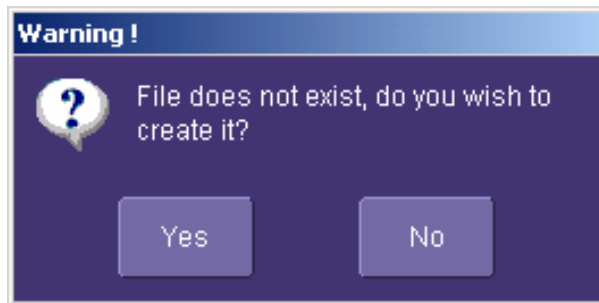 Warning !
File does not exist, do you wish to
create it?
Yes
No